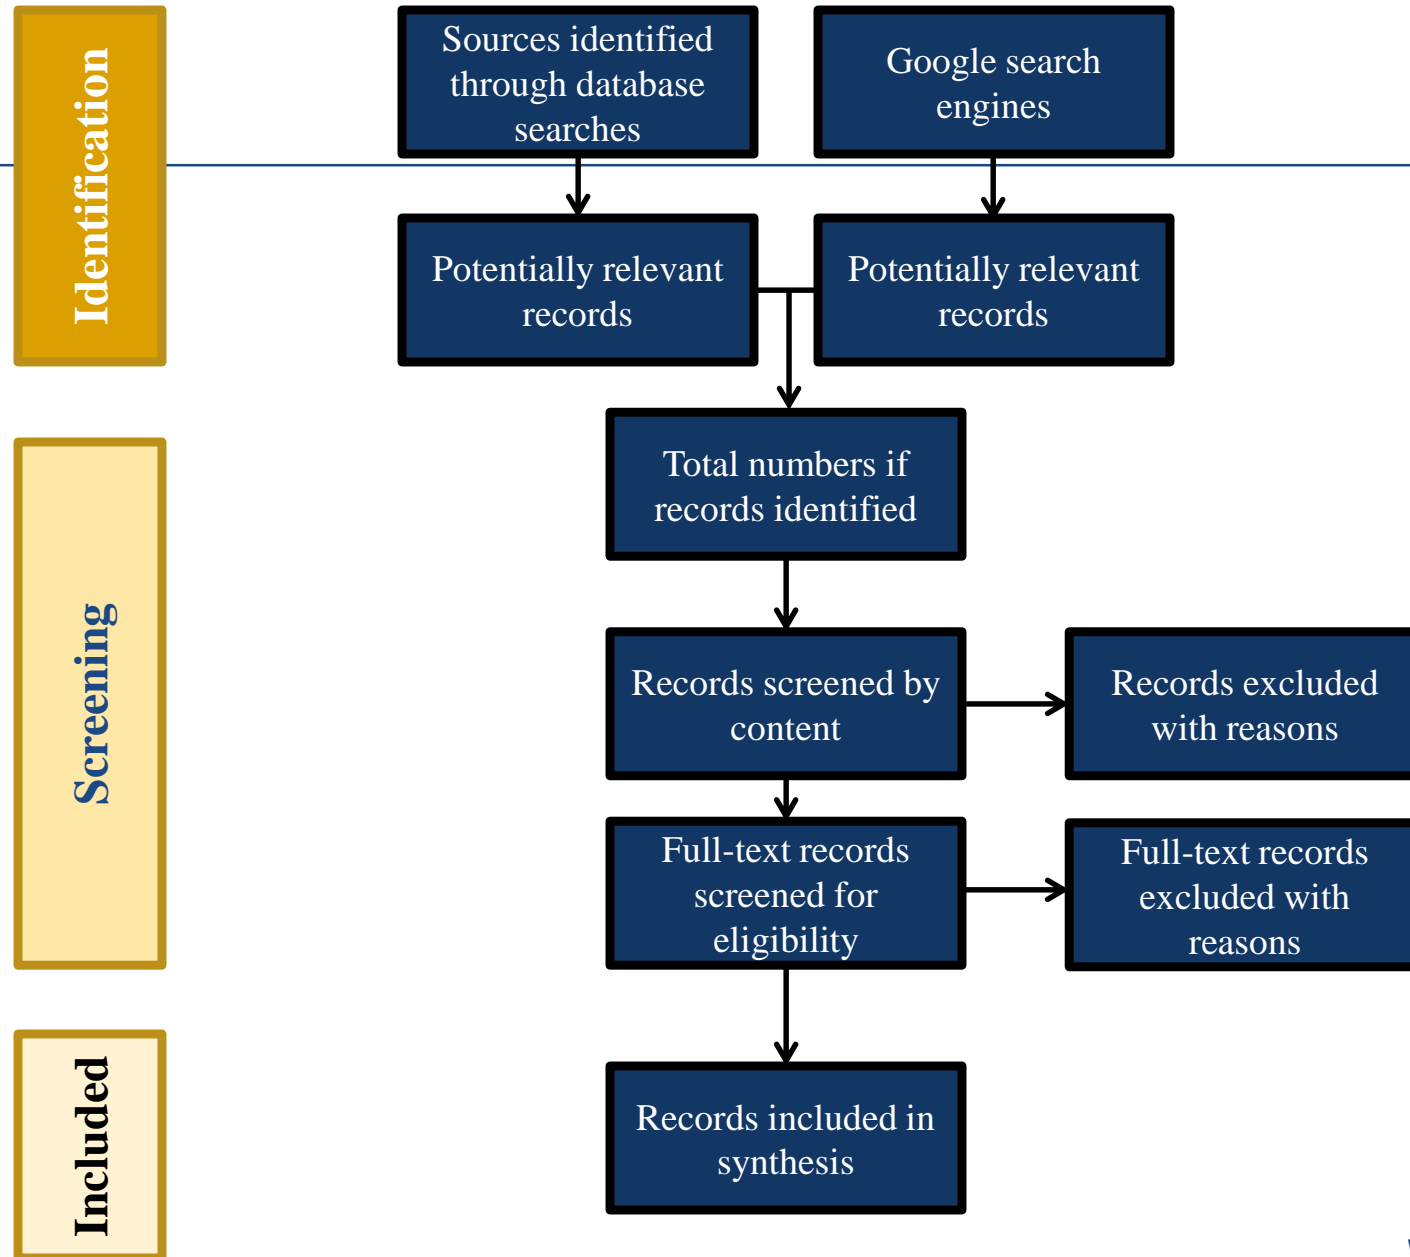 Identification
Sources identified
through database
searches
Google search
engines
Potentially relevant
records
Potentially relevant
records
Screening
Total numbers if
records identified
Records screened by
content
Records excluded
with reasons
Full-text records
screened for
eligibility
Full-text records
excluded with
reasons
Included
Records included in
synthesis